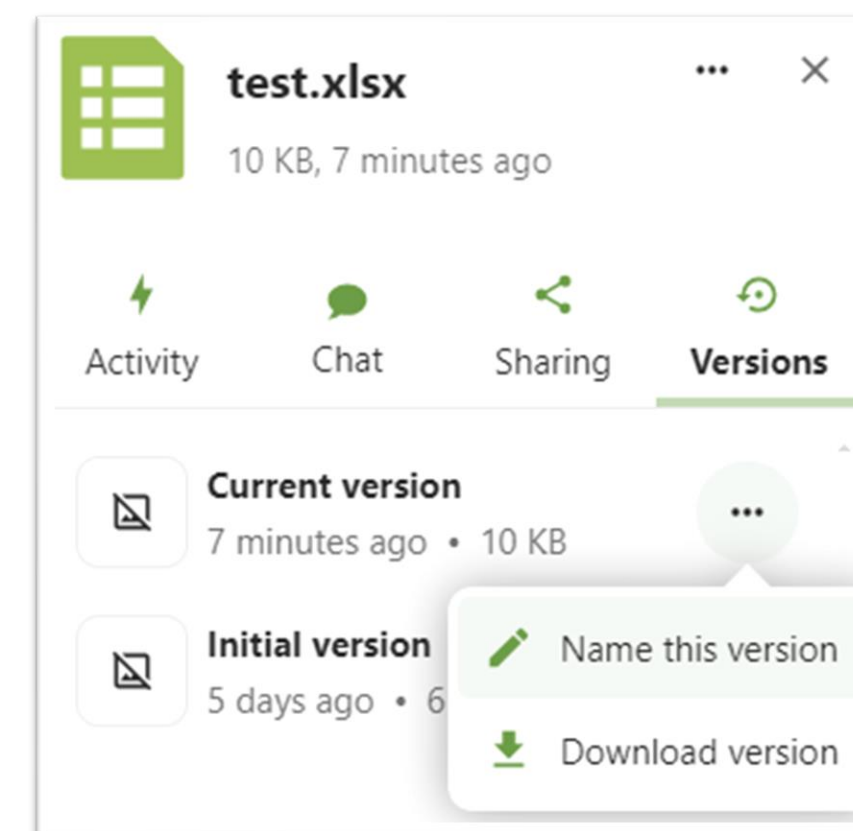 test.xlsx
10 KB, 7 minutes ago
Activity Chat Sharing Versions
Current version
7 minutes ago • 10 KB
Initial version
5 days ago • 6
Name this version
Download version